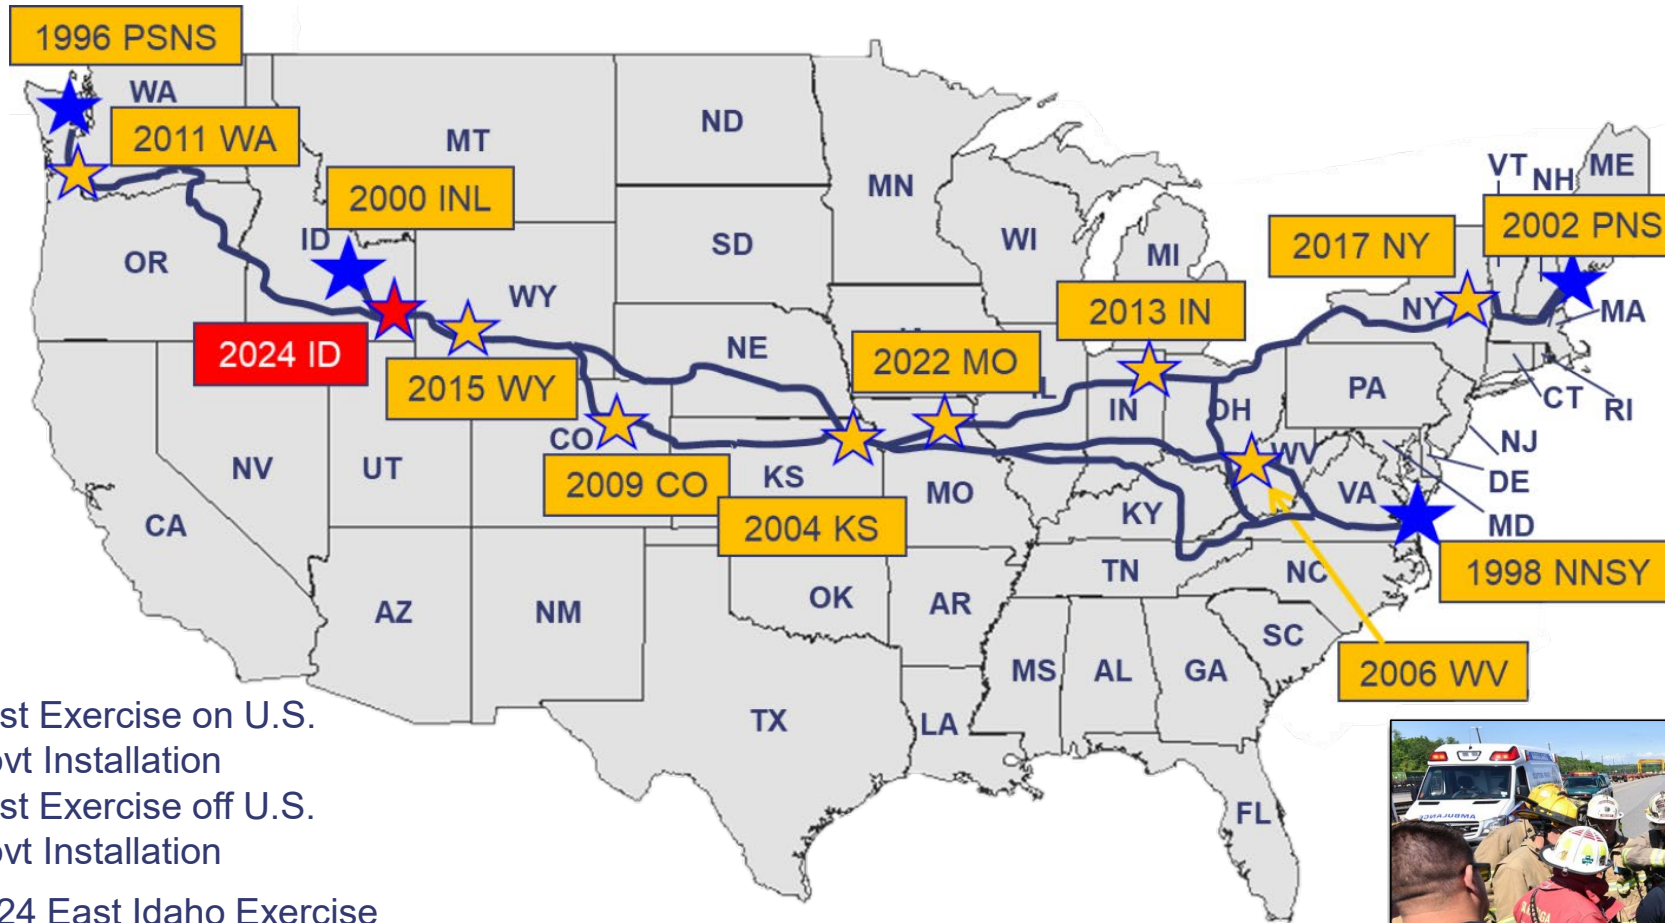 1996 PSNS
WA
2011 WA
MT
ND
MN
VT
NH
ME
2000 INL
2002 PNS
ID
OR
SD
WI
MI
2017 NY
WY
2013 IN
NY
MA
2024 ID
NE
2022 MO
2015 WY
IL
IN
OH
PA
CT
RI
CO
NV
UT
2009 CO
KS
MO
WV
NJ
DE
VA
MD
CA
2004 KS
KY
TN
NC
1998 NNSY
AZ
NM
OK
AR
SC
2006 WV
MS
AL
GA
TX
LA
FL
st Exercise on U.S.
ovt Installation
st Exercise off U.S.
ovt Installation
24 East Idaho Exercise
AMBULANCE